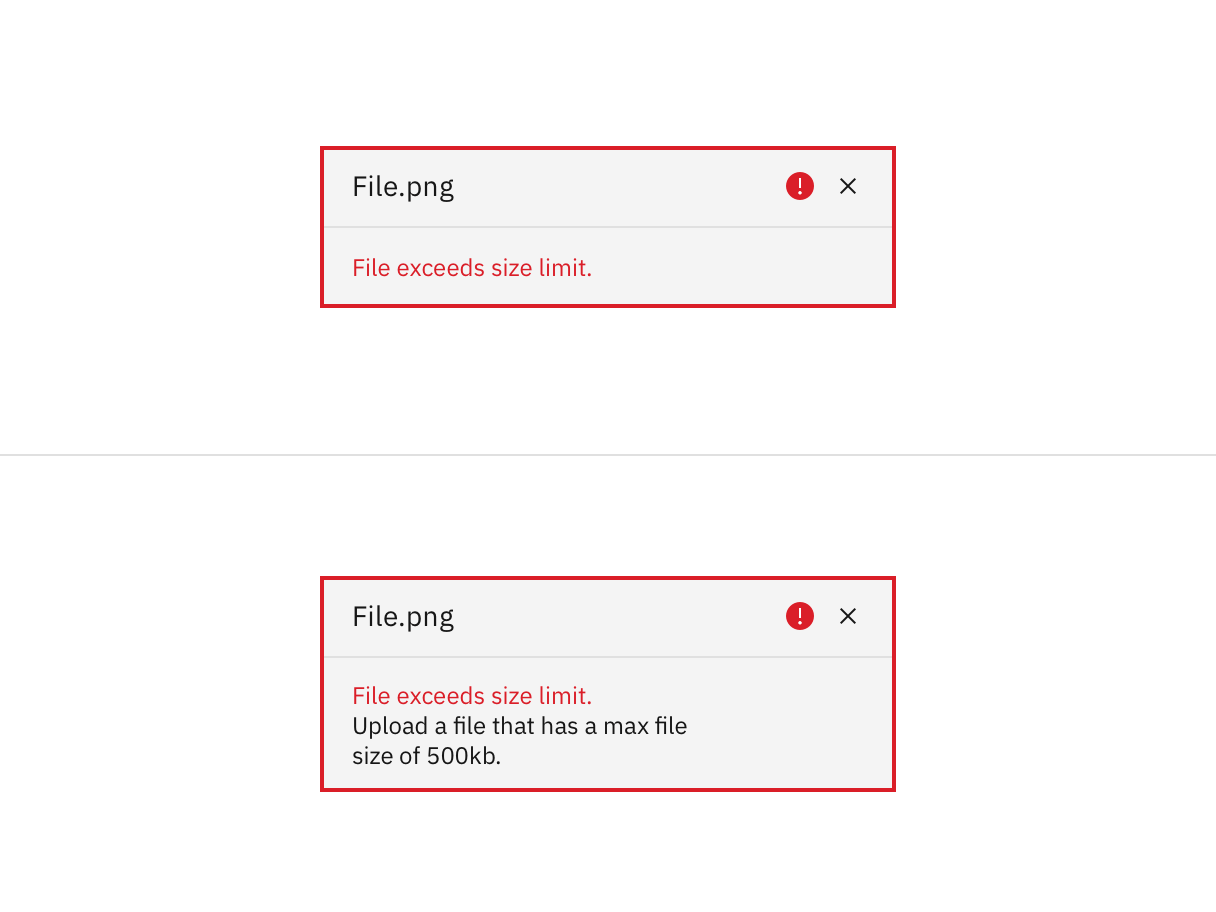 File.png
File exceeds size limit.
File.png
File exceeds size limit.
Upload a file that has a max file
size of 500kb.